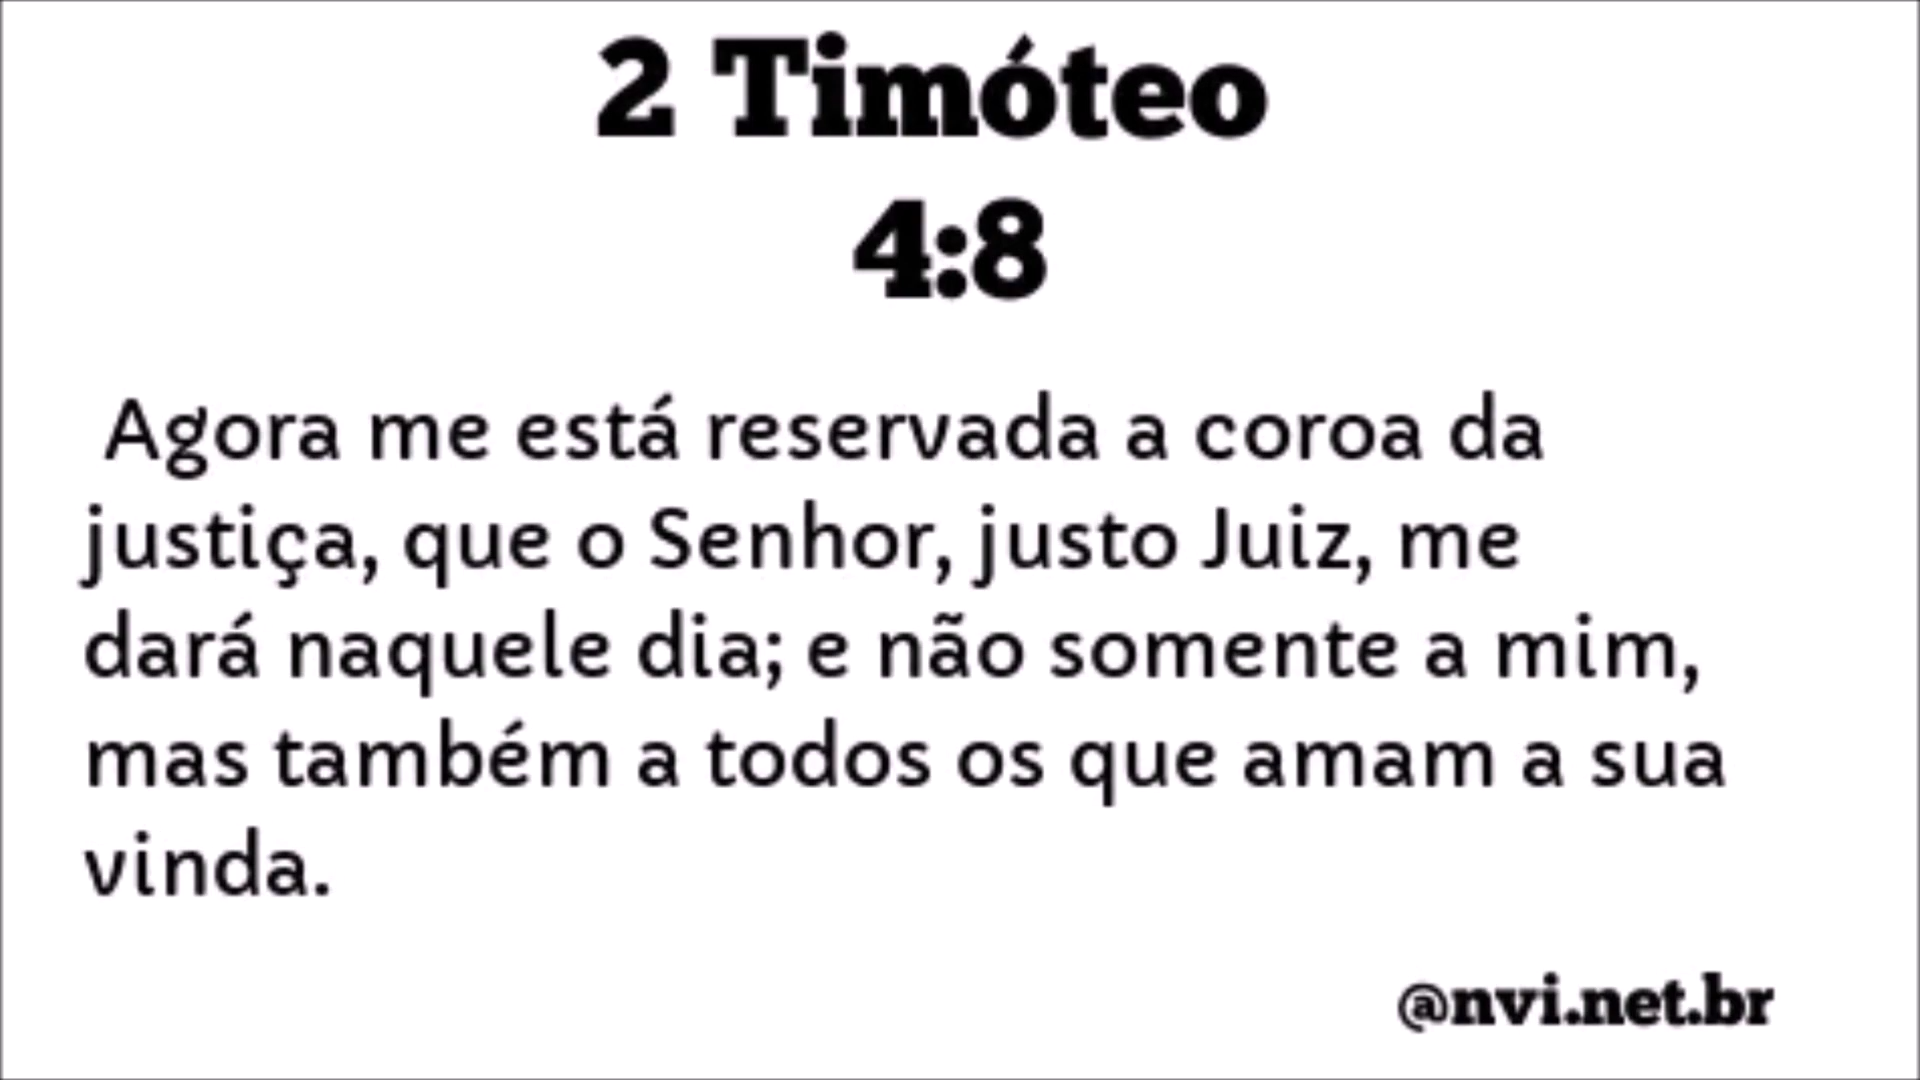 2 Timóteo
4:8
Agora me está reservada a coroa da
justiça, que o Senhor, justo Juiz, me
dará naquele dia; e não somente a mim,
mas também a todos os que amam a sua
vinda.
@nvi.net.br